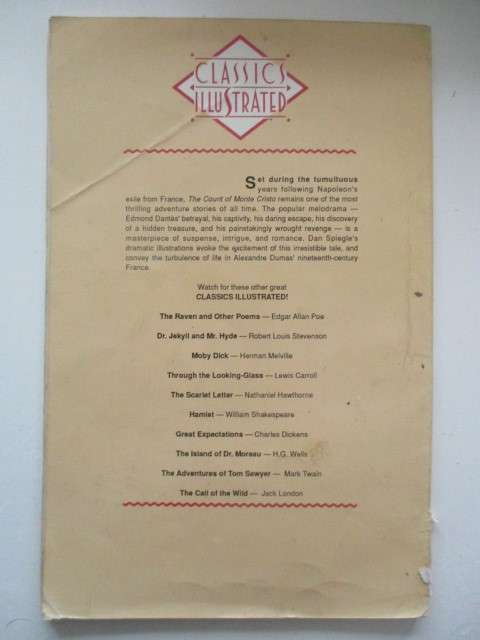 CLASSICS
ILLUSTRATED
Set during the tumultuous
years following Napoleon's
exile from France, The Count of Monte Cristo remains one of the most
thrilling adventure stories of all time. The popular melodrama —
Edmond Dantès' betrayal, his captivity, his daring escape, his discovery
of a hidden treasure, and his painstakingly wrought revenge — is a
masterpiece of suspense, intrigue, and romance. Dan Spiegle's
dramatic illustrations evoke the excitement of this irresistible tale, and
convey the turbulence of life in Alexandre Dumas' nineteenth-century
France.
Watch for these other great
CLASSICS ILLUSTRATED!
The Raven and Other Poems — Edgar Allan Poe
Dr. Jekyll and Mr. Hyde — Robert Louis Stevenson
Moby Dick — Herman Melville
Through the Looking-Glass — Lewis Carroll
The Scarlet Letter — Nathaniel Hawthorne
Hamlet — William Shakespeare
Great Expectations — Charles Dickens
The Island of Dr. Moreau — H.G. Wells
The Adventures of Tom Sawyer — Mark Twain
The Call of the Wild — Jack London